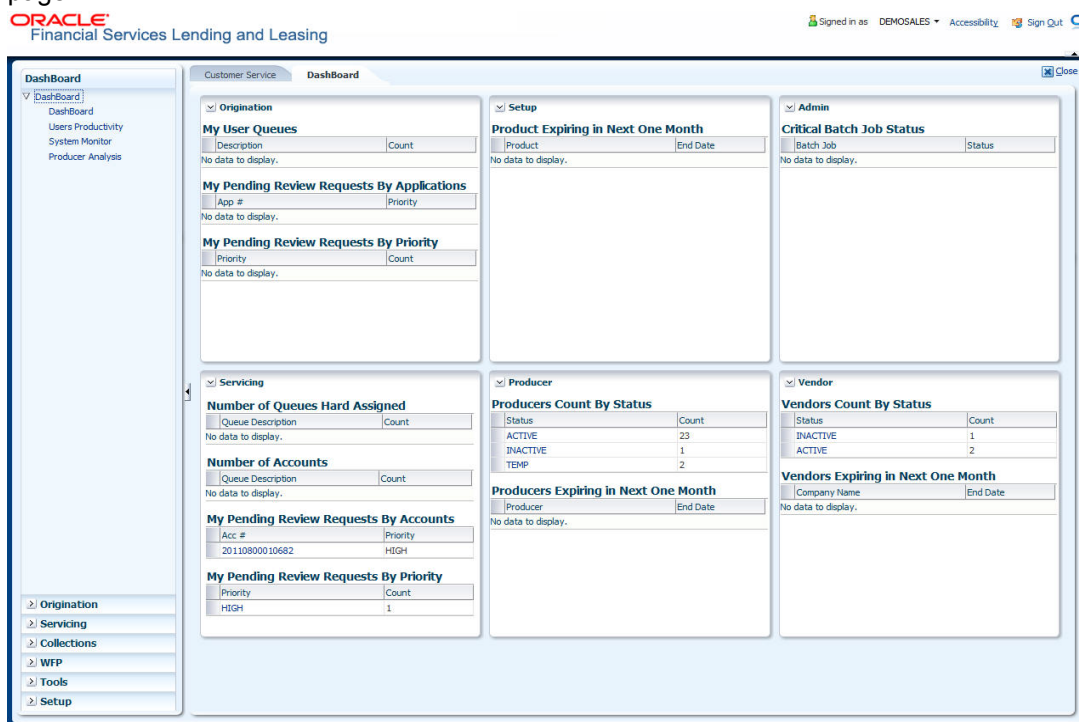 page
ORACLE
Financial Services Lending and Leasing
Signed in as DEMOSALES Accessibility Sign Out
DashBoard
DashBoard
DashBoard
Users Productivity
System Monitor
Producer Analysis
Origination
Servicing
Collections
WFP
Tools
Setup
Customer Service DashBoard Close
Origination
My User Queues
Description Count
No data to display.
My Pending Review Requests By Applications
App # Priority
No data to display.
My Pending Review Requests By Priority
Priority Count
No data to display.
Setup
Product Expiring in Next One Month
Product End Date
No data to display.
Admin
Critical Batch Job Status
Batch Job Status
No data to display.
Servicing
Number of Queues Hard Assigned
Queue Description Count
No data to display.
Number of Accounts
Queue Description Count
No data to display.
My Pending Review Requests By Accounts
Acc # Priority
20110800010682 HIGH
My Pending Review Requests By Priority
Priority Count
HIGH 1
Producer
Producers Count By Status
Status Count
ACTIVE 23
INACTIVE 1
TEMP 2
Producers Expiring in Next One Month
Producer End Date
No data to display.
Vendor
Vendors Count By Status
Status Count
INACTIVE 1
ACTIVE 2
Vendors Expiring in Next One Month
Company Name End Date
No data to display.